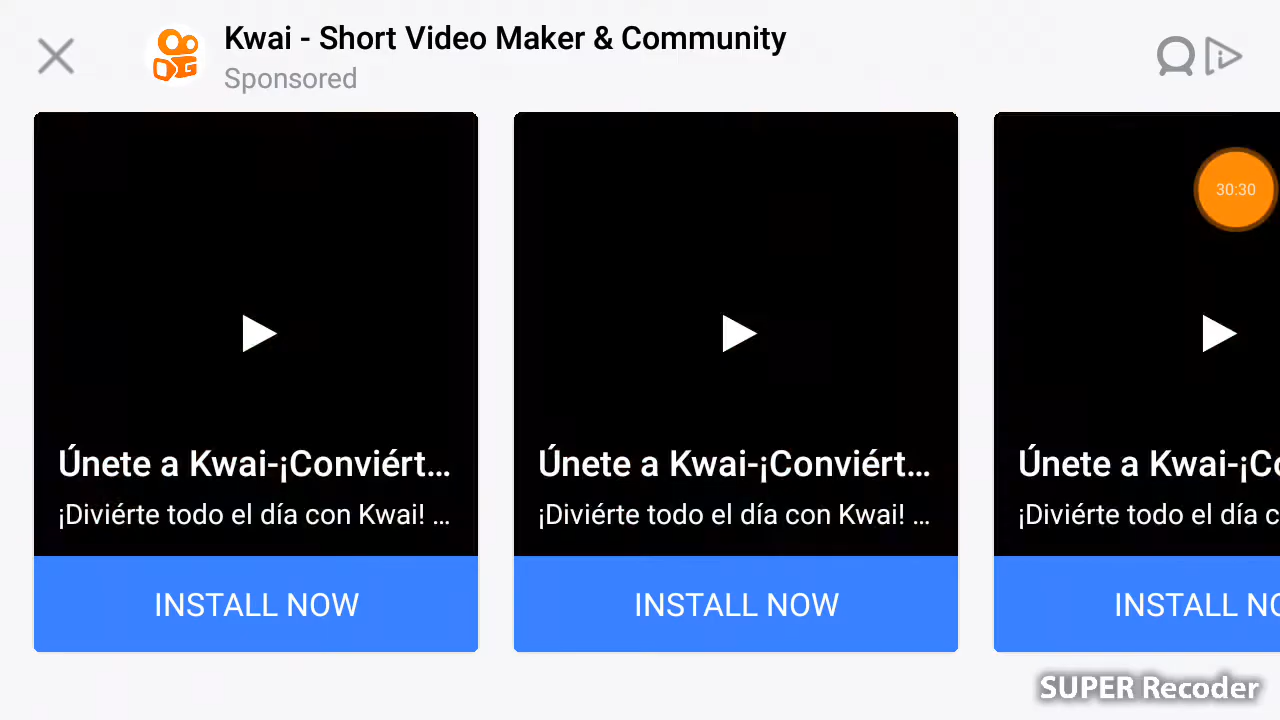 Kwai - Short Video Maker & Community
Sponsored
30:30
Únete a Kwai-¡Conviért...
¡Diviérte todo el día con Kwai! ...
INSTALL NOW
Únete a Kwai-¡Conviért...
¡Diviérte todo el día con Kwai! ...
INSTALL NOW
Únete a Kwai-¡Co
¡Diviérte todo el día c
INSTALL NO
SUPER Recoder